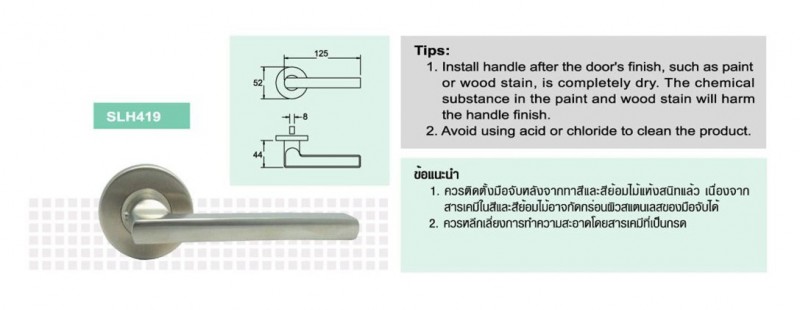 SLH419
125
52
8
44
Tips:
1. Install handle after the door's finish, such as paint
or wood stain, is completely dry. The chemical
substance in the paint and wood stain will harm
the handle finish.
2. Avoid using acid or chloride to clean the product.
ข้อแนะนำ
1. ควรติดตั้งมือจับหลังจากทาสีและสีย้อมไม้แห้งสนิทแล้ว เนื่องจาก
สารเคมีในสีและสีย้อมไม้อาจกัดกร่อนผิวสแตนเลสของมือจับได้
2. ควรหลีกเลี่ยงการทำความสะอาดโดยสารเคมีที่เป็นกรด